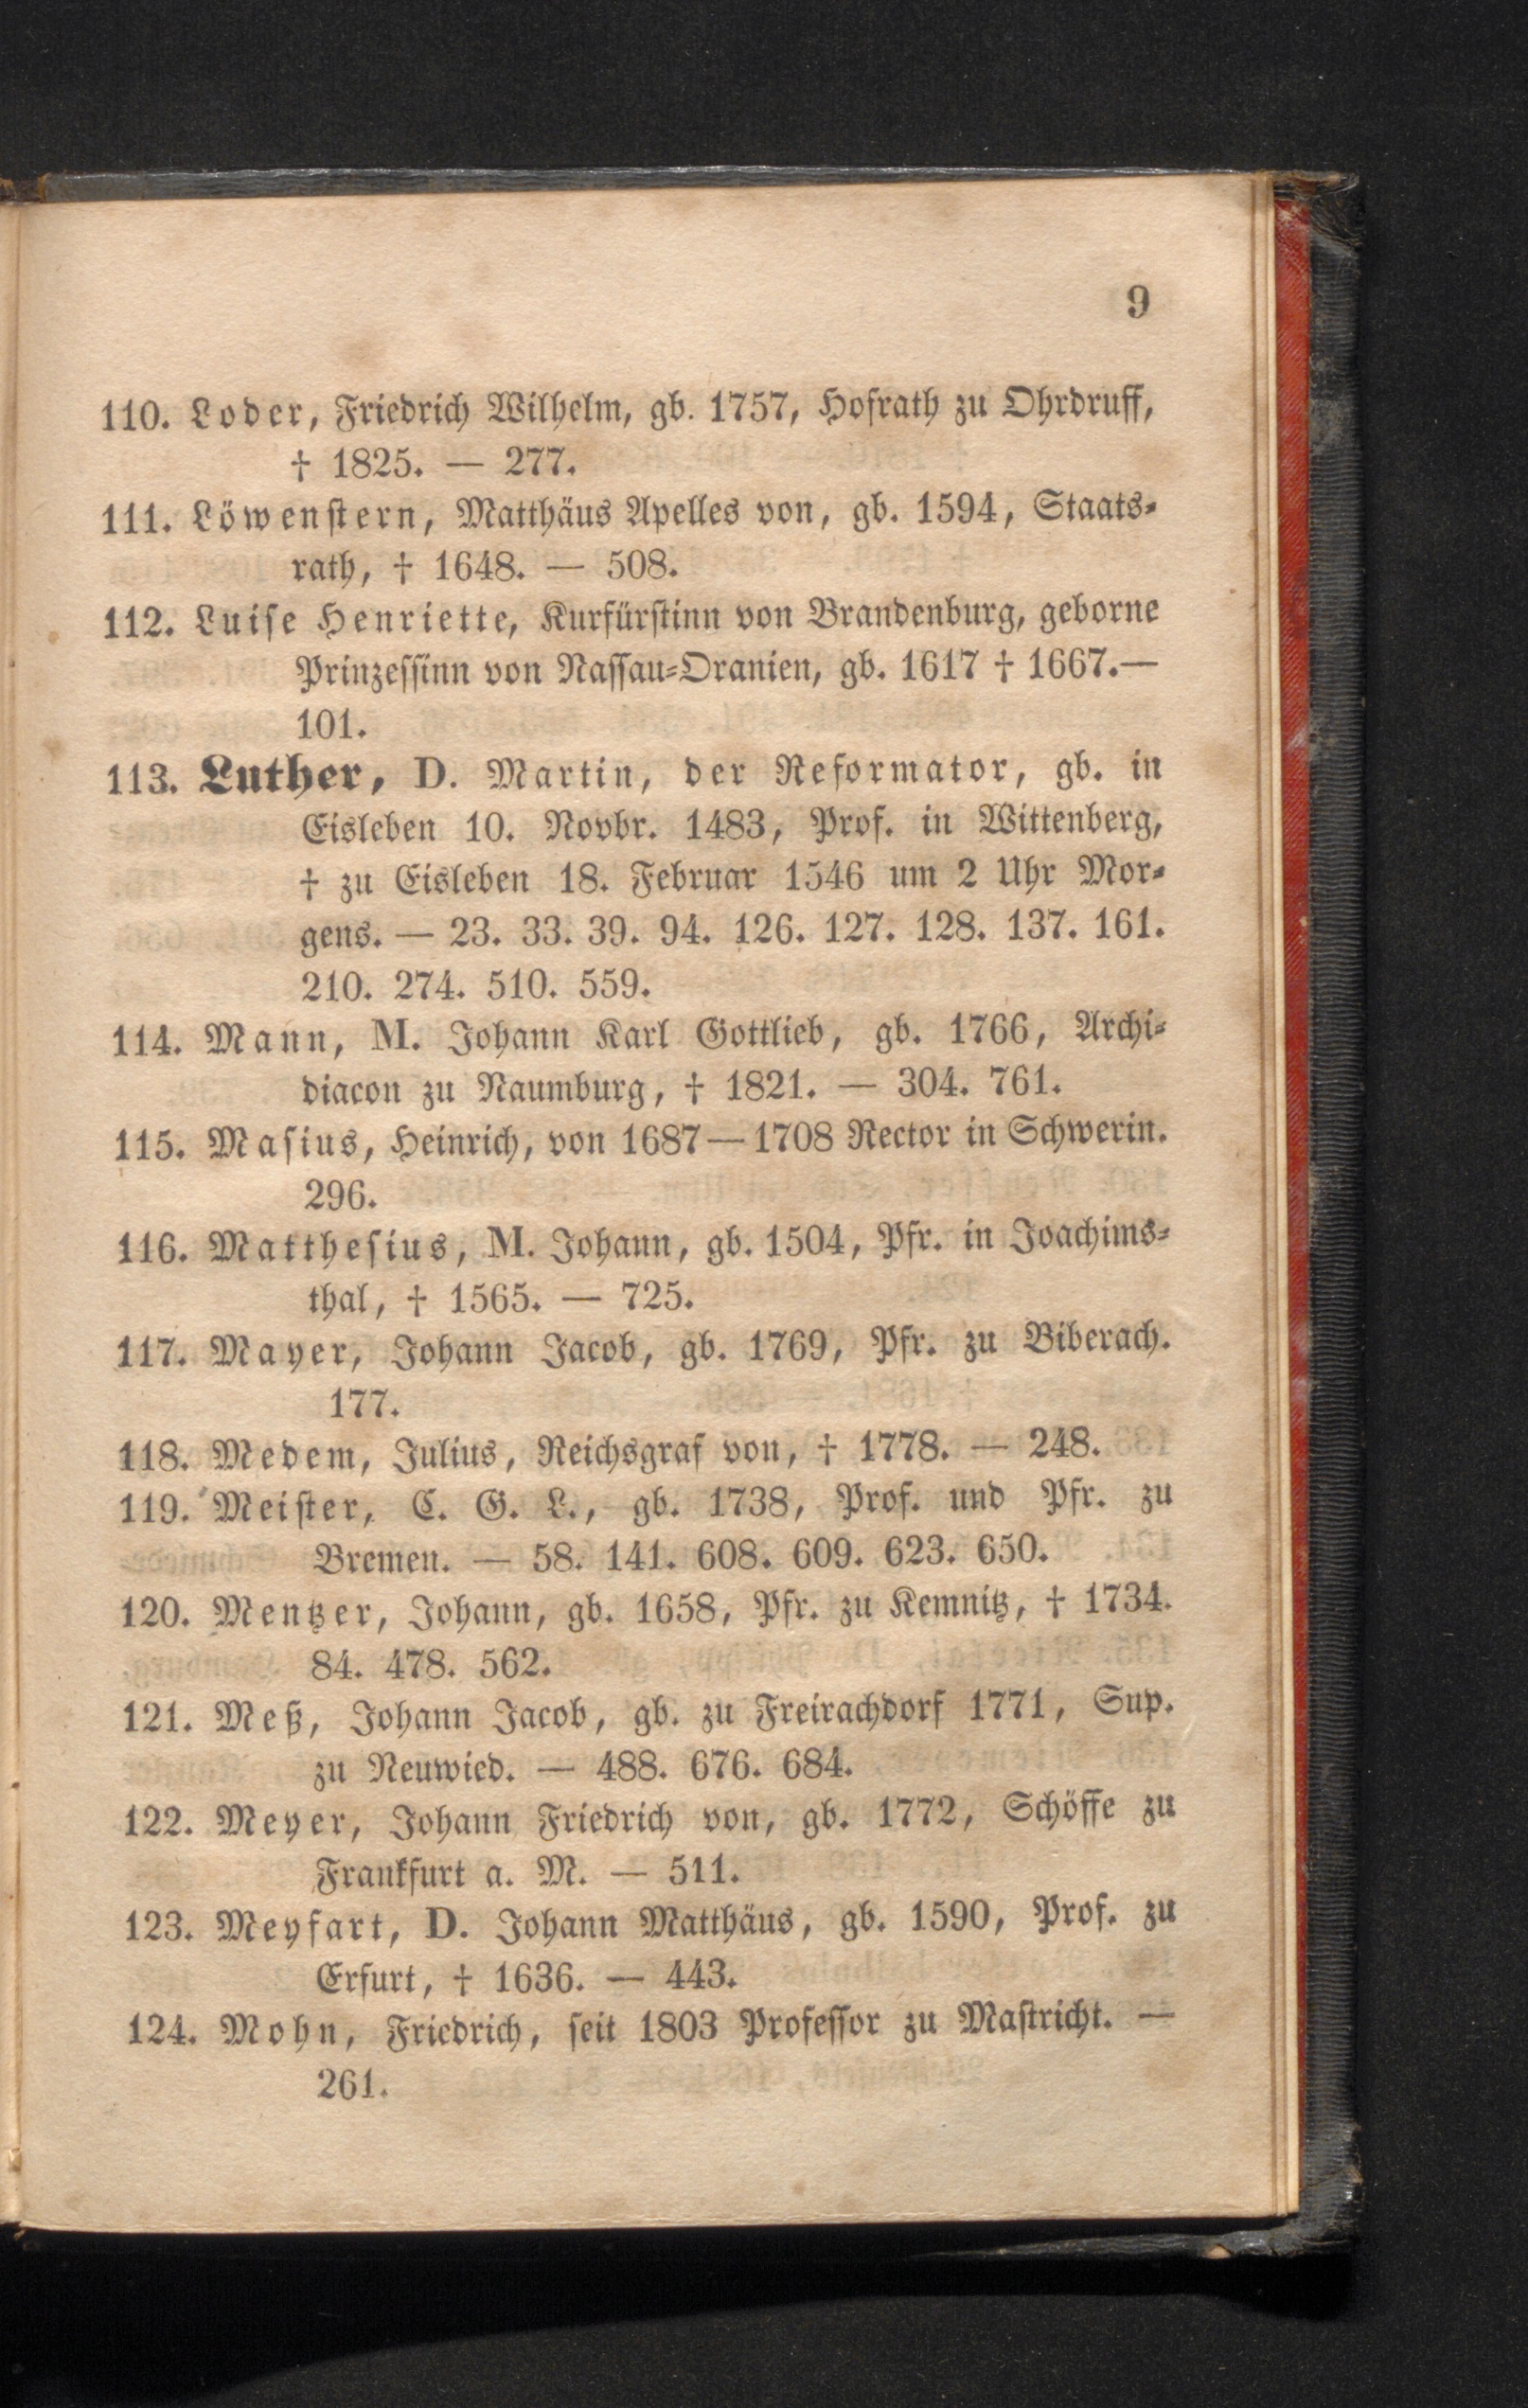 9
110. Loder, Friedrich Wilhelm, gb. 1757, Hofrath zu Ohrdruff,
† 1825. — 277.
111. Löwenstern, Matthäus Apelles von, gb. 1594, Staats-
rath, † 1648. — 508.
112. Luise Henriette, Kurfürstinn von Brandenburg, geborne
Prinzessinn von Nassau-Oranien, gb. 1617 † 1667.—
101.
113. Luther, D. Martin, der Reformator, gb. in
Eisleben 10. Novbr. 1483, Prof. in Wittenberg,
† zu Eisleben 18. Februar 1546 um 2 Uhr Mor-
gens. — 23. 33. 39. 94. 126. 127. 128. 137. 161.
210. 274. 510. 559.
114. Mann, M. Johann Karl Gottlieb, gb. 1766, Archi-
diacon zu Naumburg, † 1821. — 304. 761.
115. Masius, Heinrich, von 1687—1708 Rector in Schwerin.
296.
116. Matthesius, M. Johann, gb. 1504, Pfr. in Joachims-
thal, † 1565. — 725.
117. Mayer, Johann Jacob, gb. 1769, Pfr. zu Biberach.
177.
118. Medem, Julius, Reichsgraf von, † 1778. — 248.
119. Meister, C. G. L., gb. 1738, Prof. und Pfr. zu
Bremen. — 58. 141. 608. 609. 623. 650.
120. Mentzer, Johann, gb. 1658, Pfr. zu Kemnitz, † 1734.
84. 478. 562.
121. Meß, Johann Jacob, gb. zu Freirachdorf 1771, Sup.
zu Neuwied. — 488. 676. 684.
122. Meyer, Johann Friedrich von, gb. 1772, Schöffe zu
Frankfurt a. M. — 511.
123. Meyfart, D. Johann Matthäus, gb. 1590, Prof. zu
Erfurt, † 1636. — 443.
124. Mohn, Friedrich, seit 1803 Professor zu Mastricht. —
261.